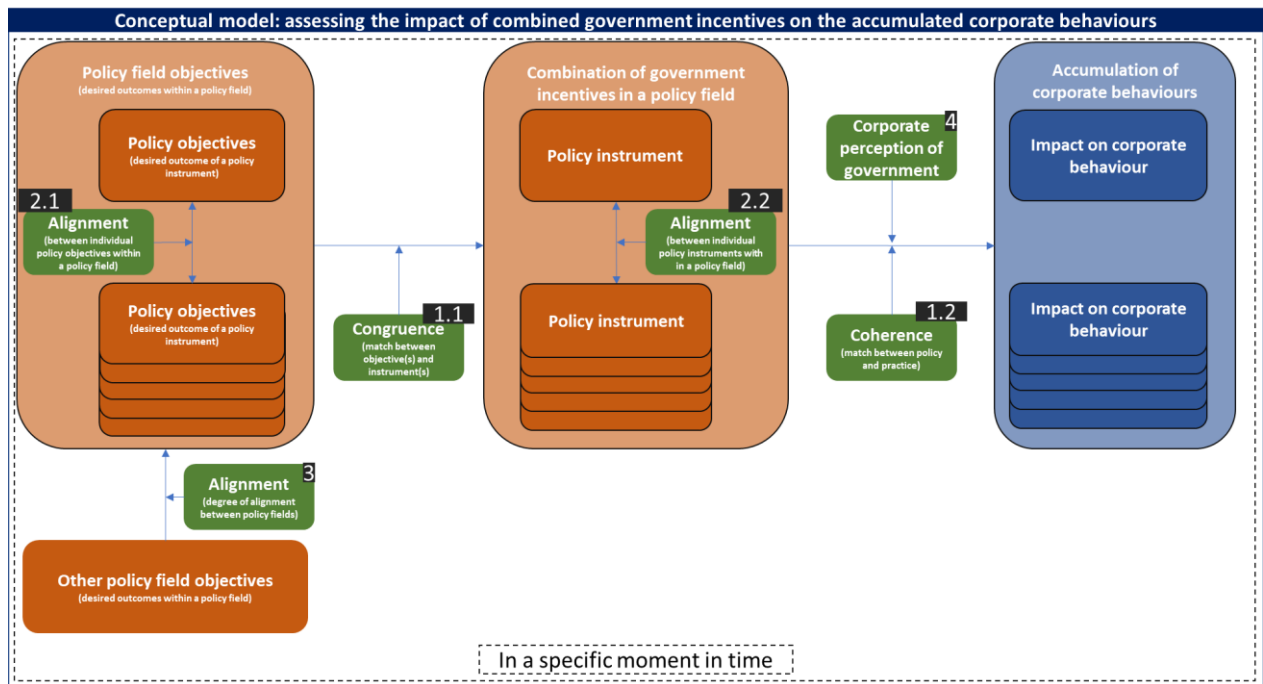 Conceptual model: assessing the impact of combined government incentives on the accumulated corporate behaviours
Policy field objectives
(desired outcomes within a policy field)
Policy objectives
(desired outcome of a policy
instrument)
2.1
Alignment
(between individual
policy objectives within
a policy field)
Policy objectives
(desired outcome of a policy
instrument)
1.1
Congruence
(match between
objective(s) and
instrument(s)
Combination of government
incentives in a policy field
Policy instrument
2.2
Alignment
(between individual
policy instruments with
in a policy field)
Policy instrument
4
Corporate
perception of
government
1.2
Coherence
(match between policy
and practice)
Accumulation of
corporate behaviours
Impact on corporate
behaviour
Impact on corporate
behaviour
3
Alignment
(degree of alignment
between policy fields)
Other policy field objectives
(desired outcomes within a policy field)
In a specific moment in time